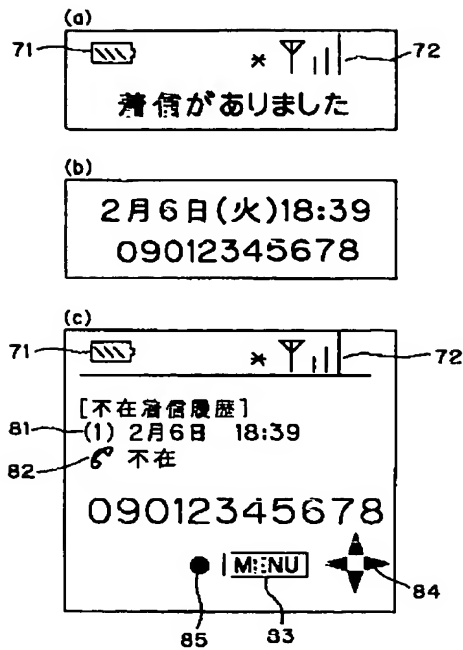 (a)
71 * 72
着信がありました
(b)
2月6日(火)18:39
09012345678
(c)
71 * 72
[不在着信履歴]
81 (1) 2月6日 18:39
82 不在
09012345678
MENU
84
85 83